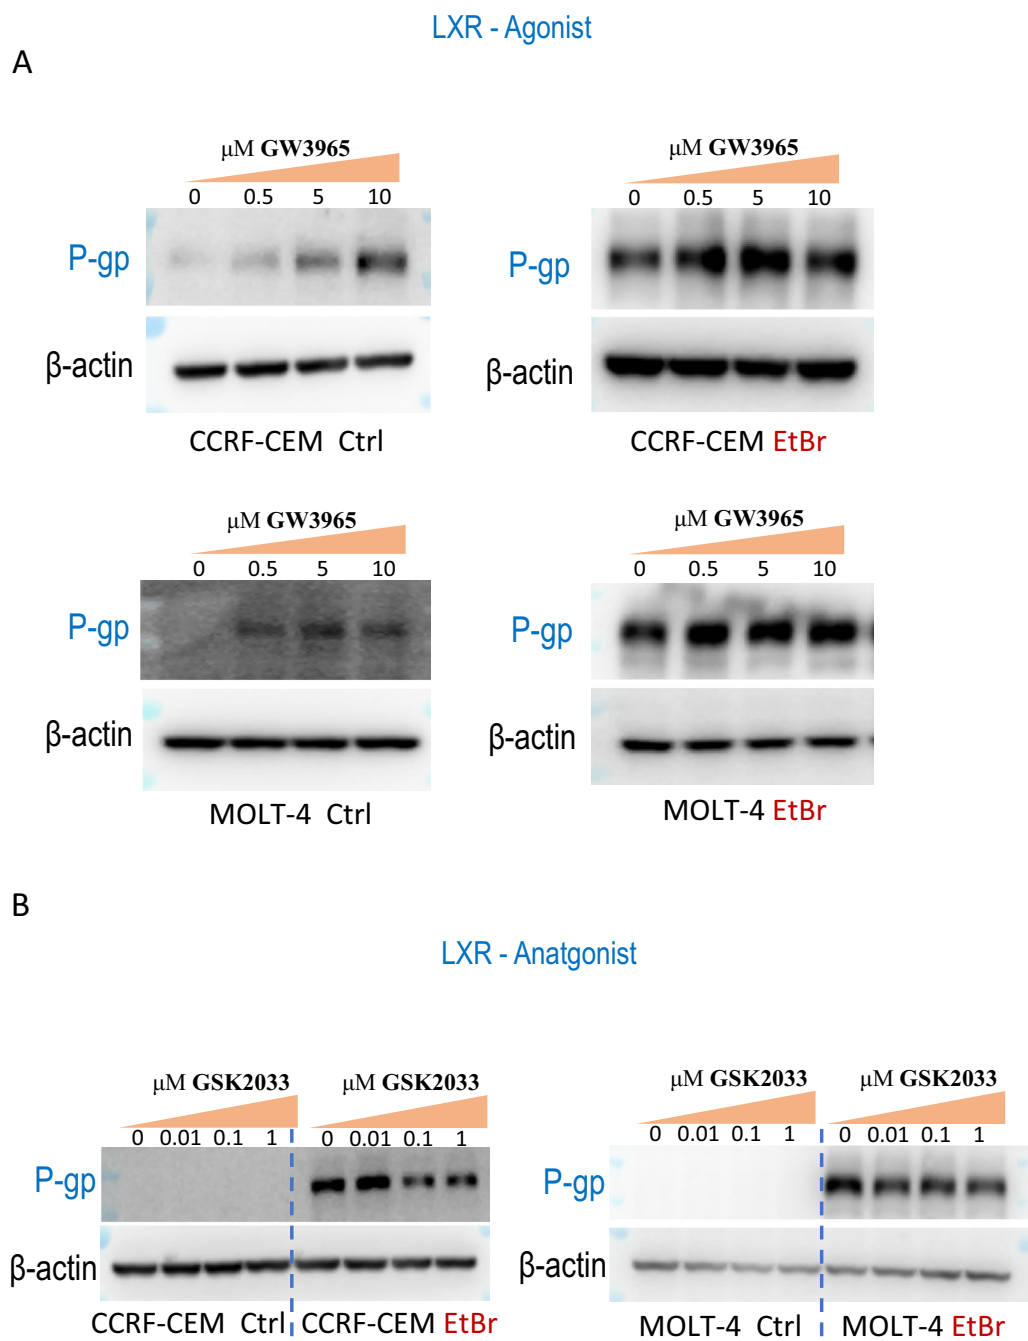 LXR - Agonist
A
μM GW3965
0 0.5 5 10
P-gp
β-actin
CCRF-CEM Ctrl
μM GW3965
0 0.5 5 10
P-gp
β-actin
CCRF-CEM EtBr
μM GW3965
0 0.5 5 10
P-gp
β-actin
MOLT-4 Ctrl
μM GW3965
0 0.5 5 10
P-gp
β-actin
MOLT-4 EtBr
B
LXR - Anatgonist
μM GSK2033 μM GSK2033
0 0.01 0.1 1 0 0.01 0.1 1
P-gp
β-actin
CCRF-CEM Ctrl CCRF-CEM EtBr
μM GSK2033 μM GSK2033
0 0.01 0.1 1 0 0.01 0.1 1
P-gp
β-actin
MOLT-4 Ctrl MOLT-4 EtBr